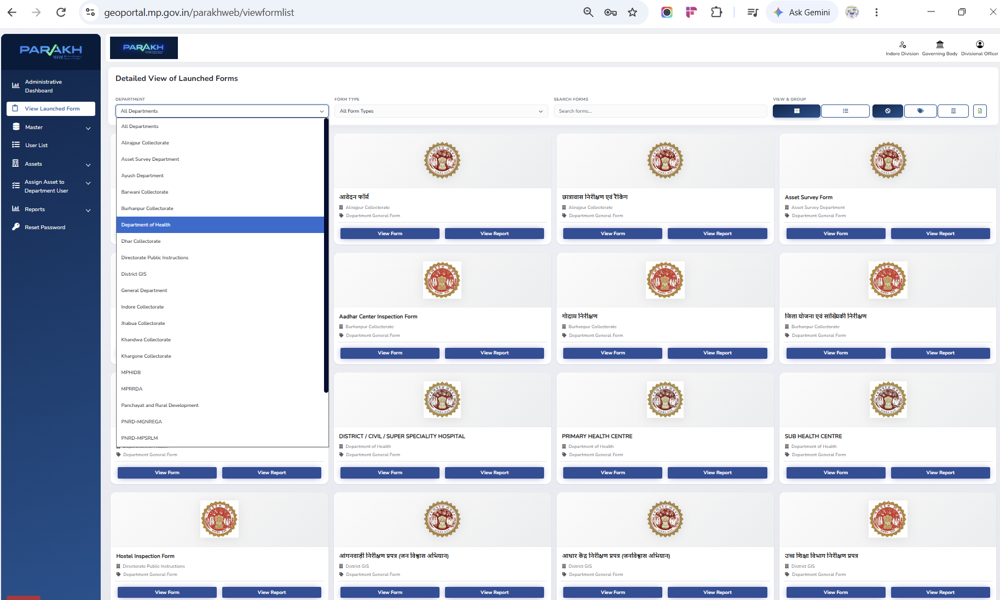 geoportal.mp.gov.in/parakhweb/viewformlist
Ask Gemini
PARAKH
परख
PARAKH
Indore Division
Governing Body
Divisional Officer
Administrative
Dashboard
View Launched Form
Master
User List
Assets
Assign Asset to
Department User
Reports
Reset Password
Detailed View of Launched Forms
DEPARTMENT
FORM TYPE
SEARCH FORMS
VIEW & GROUP
All Departments
All Form Types
Search forms...
All Departments
Alirajpur Collectorate
Asset Survey Department
Ayush Department
Barwani Collectorate
Burhanpur Collectorate
Department of Health
Dhar Collectorate
Directorate Public Instructions
District GIS
General Department
Indore Collectorate
Jhabua Collectorate
Khandwa Collectorate
Khargone Collectorate
MPHIDB
MPRRDA
Panchayat and Rural Development
PNRD-MGNREGA
PNRD-MPSRLM
आवेदन फॉर्म
Alirajpur Collectorate
Department General Form
View Form View Report
छात्रावास निरीक्षण एवं रैंकिंग
Alirajpur Collectorate
Department General Form
View Form View Report
Asset Survey Form
Asset Survey Department
Department General Form
View Form View Report
Aadhar Center Inspection Form
Burhanpur Collectorate
Department General Form
View Form View Report
गोदाम निरीक्षण
Burhanpur Collectorate
Department General Form
View Form View Report
जिला योजना एवं सांख्यिकी निरीक्षण
Burhanpur Collectorate
Department General Form
View Form View Report
Department General Form
View Form View Report
DISTRICT / CIVIL / SUPER SPECIALITY HOSPITAL
Department of Health
Department General Form
View Form View Report
PRIMARY HEALTH CENTRE
Department of Health
Department General Form
View Form View Report
SUB HEALTH CENTRE
Department of Health
Department General Form
View Form View Report
Hostel Inspection Form
Directorate Public Instructions
Department General Form
View Form View Report
आंगनवाड़ी निरीक्षण प्रपत्र (जन विश्वास अभियान)
District GIS
Department General Form
View Form View Report
आधार केंद्र निरीक्षण प्रपत्र (जनविश्वास अभियान)
District GIS
Department General Form
View Form View Report
उच्च शिक्षा विभाग निरीक्षण प्रपत्र
District GIS
Department General Form
View Form View Report